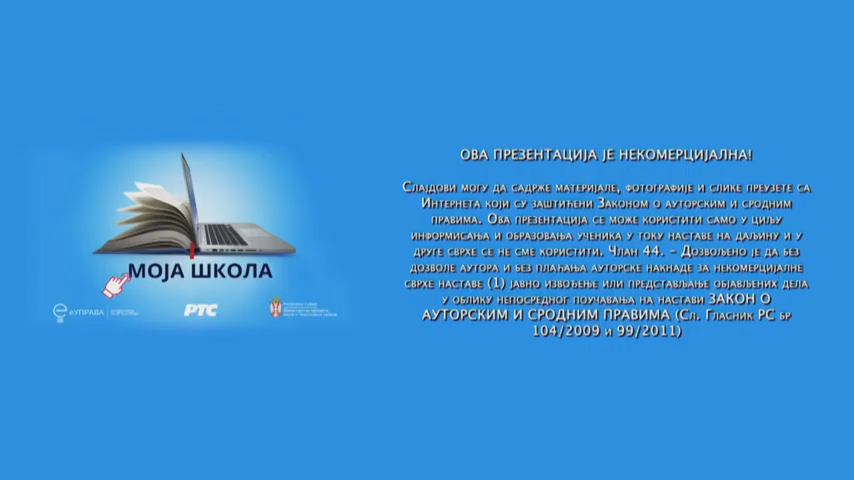 МОЈА ШКОЛА
еУПРАВА
РТС
ОВА ПРЕЗЕНТАЦИЈА ЈЕ НЕКОМЕРЦИЈАЛНА!
Слајдови могу да садрже материјале, фотографије и слике преузете са
Интернета који су заштићени Законом о ауторским и сродним
правима. Ова презентација се може користити само у циљу
информисања и образовања ученика у току наставе на даљину и у
друге сврхе се не сме користити. Члан 44. – Дозвољено је да без
дозволе аутора и без плаћања ауторске накнаде за некомерцијалне
сврхе наставе (1) јавно извођење или представљање објављених дела
у облику непосредног поучавања на настави ЗАКОН О
АУТОРСКИМ И СРОДНИМ ПРАВИМА (Сл. Гласник РС бр
104/2009 и 99/2011)